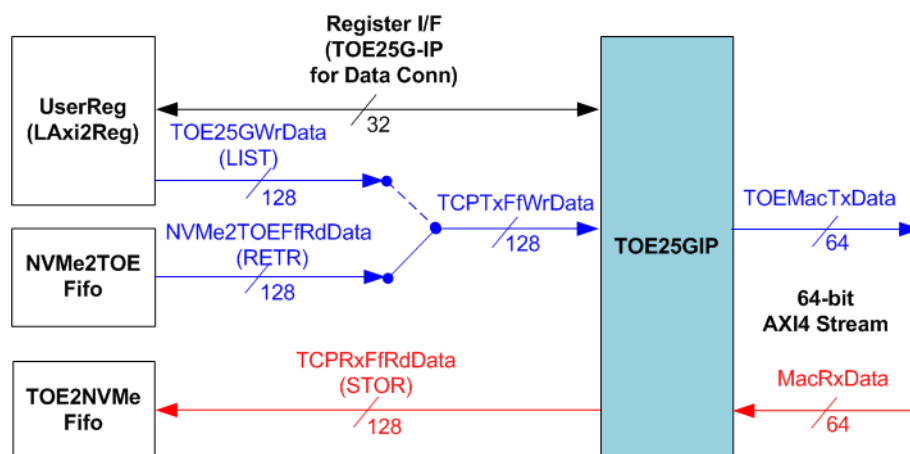 Register I/F
(TOE25G-IP
for Data Conn)
UserReg
(LAxi2Reg)
32
TOE25GWrData
(LIST)
128
TCPTxFfWrData
128
TOEMacTxData
64
NVMe2TOEFfRdData
(RETR)
128
NVMe2TOE
Fifo
TOE25GIP
64-bit
AXI4 Stream
TCPRxFfRdData
(STOR)
128
TOE2NVMe
Fifo
MacRxData
64